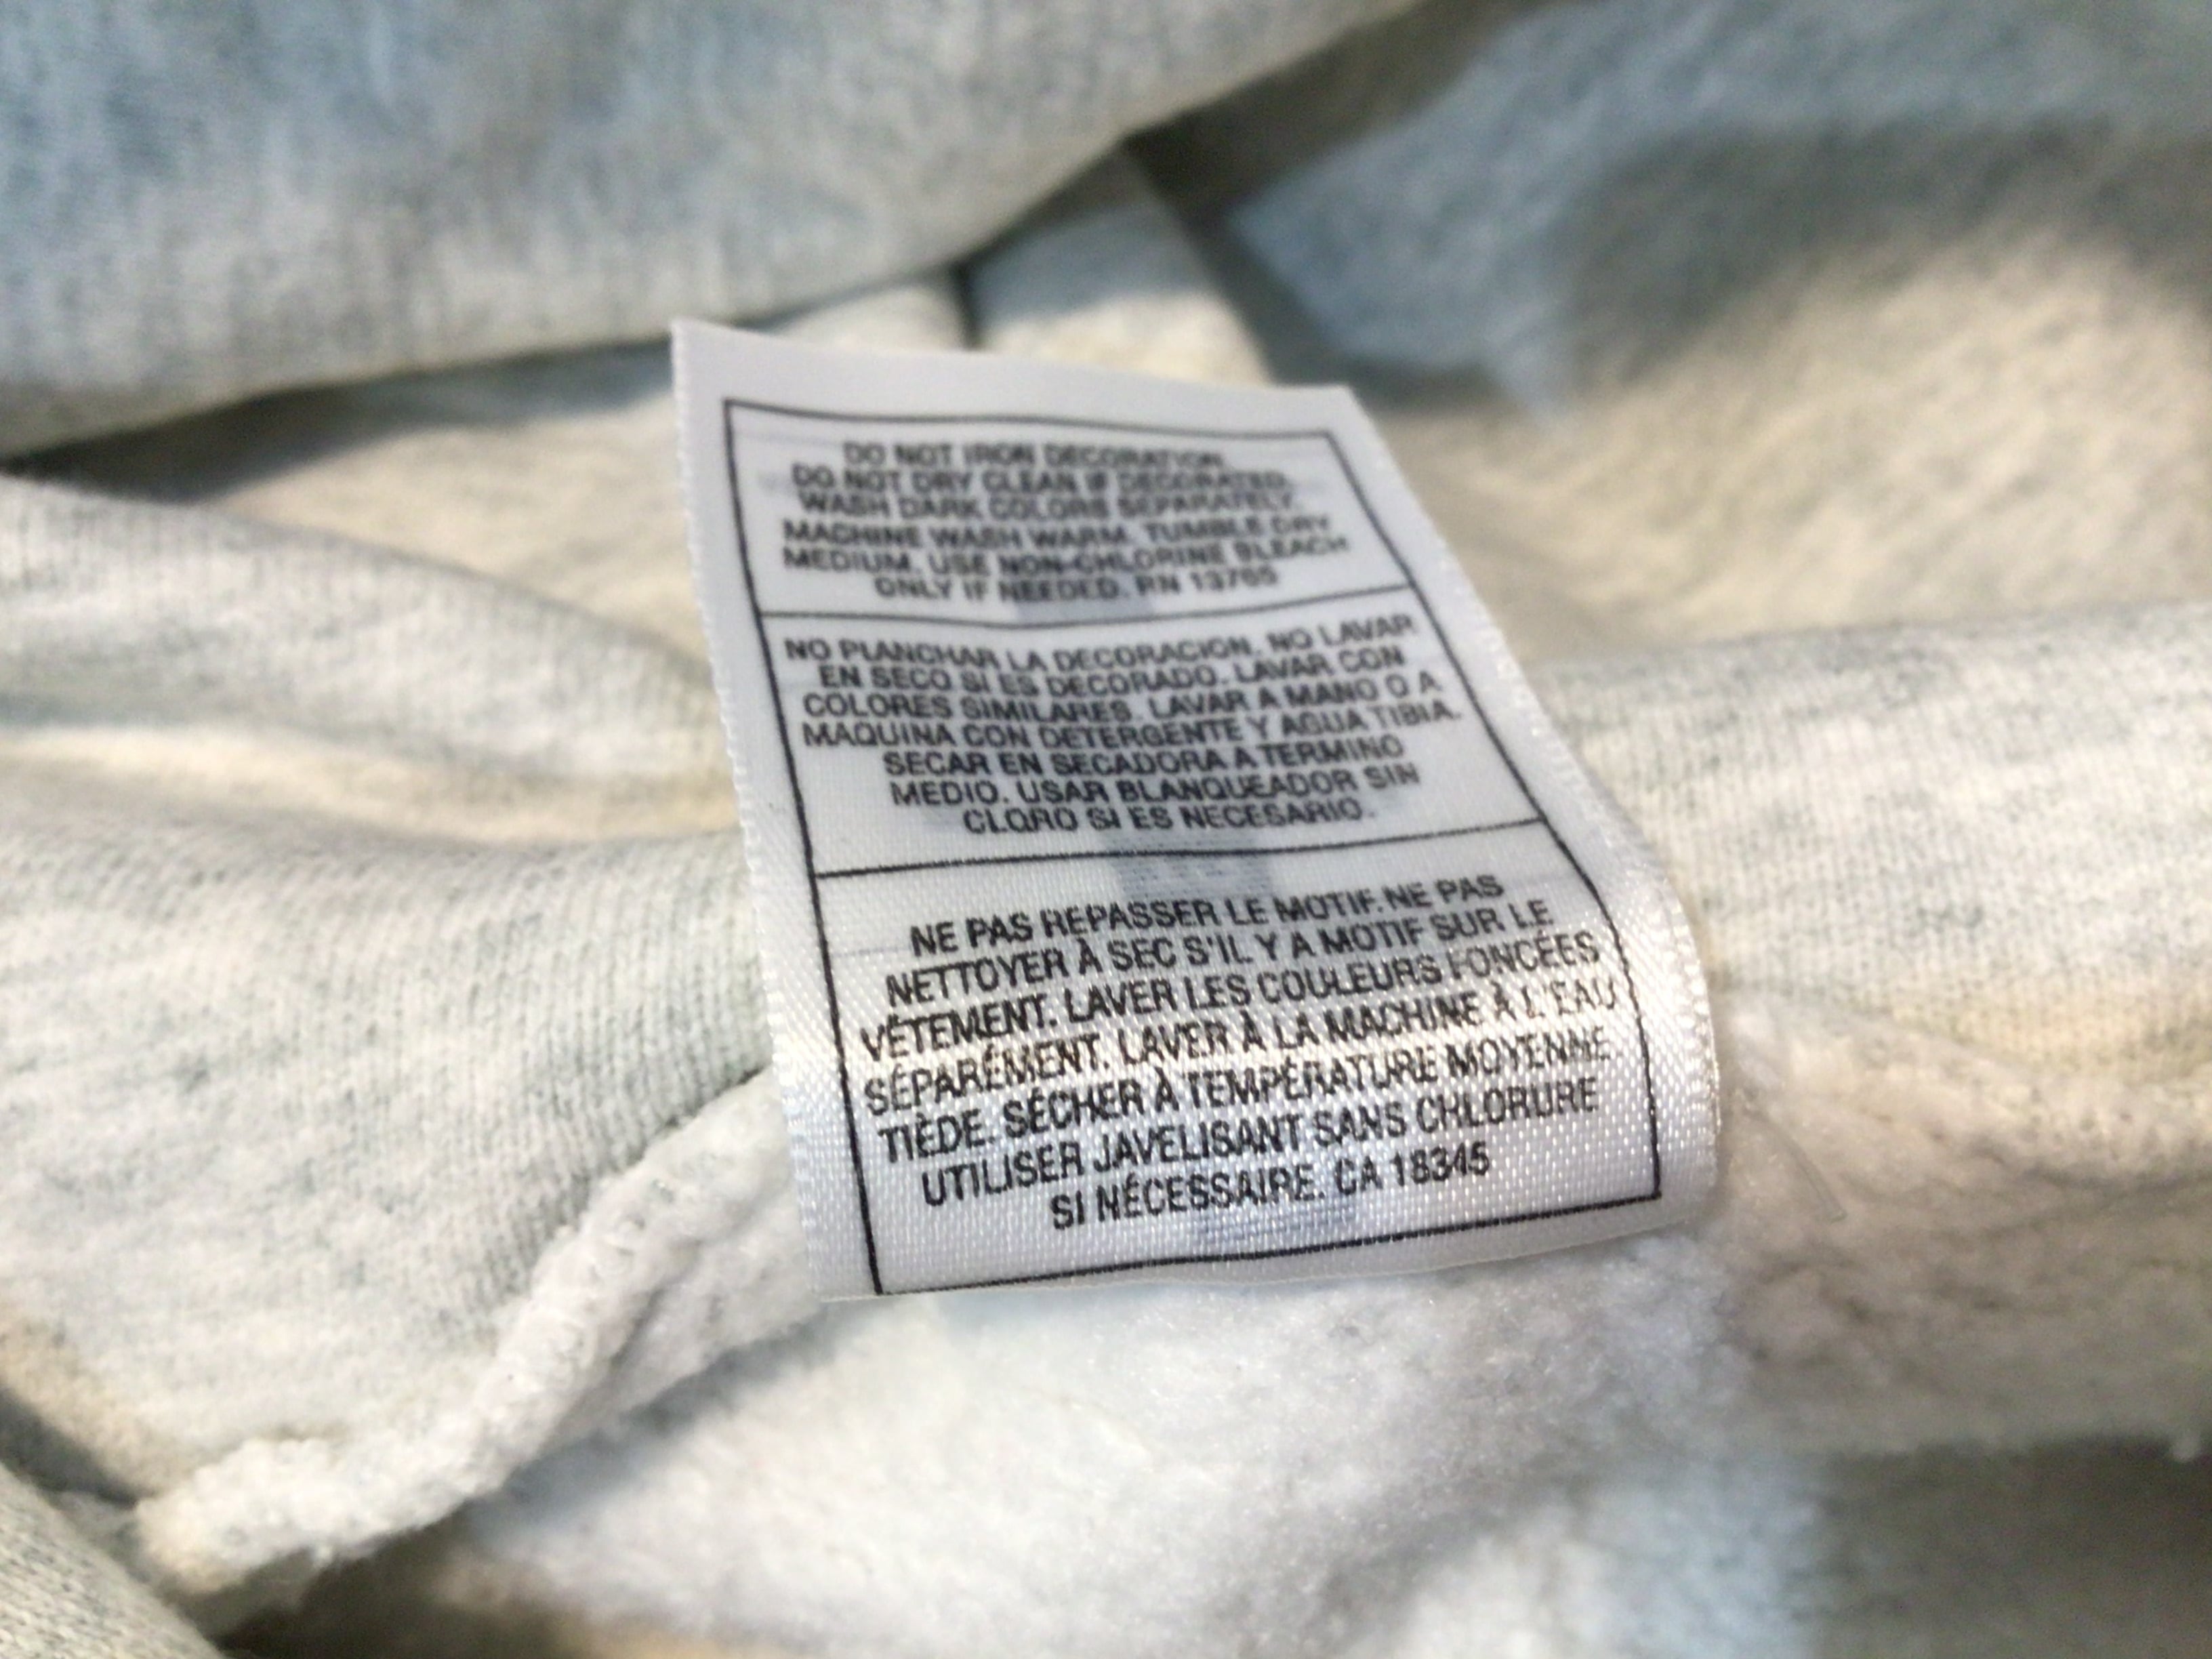 DO NOT IRON DECORATION.
DO NOT DRY CLEAN IF DECORATED.
WASH DARK COLORS SEPARATELY.
MACHINE WASH WARM. TUMBLE DRY
MEDIUM. USE NON-CHLORINE BLEACH
ONLY IF NEEDED. RN 13765
NO PLANCHAR LA DECORACION. NO LAVAR
EN SECO SI ES DECORADO. LAVAR CON
COLORES SIMILARES. LAVAR A MANO O A
MAQUINA CON DETERGENTE Y AGUA TIBIA.
SECAR EN SECADORA A TERMINO
MEDIO. USAR BLANQUEADOR SIN
CLORO SI ES NECESARIO.
NE PAS REPASSER LE MOTIF. NE PAS
NETTOYER À SEC S'IL Y A MOTIF SUR LE
VÊTEMENT. LAVER LES COULEURS FONCÉES
SÉPARÉMENT. LAVER À LA MACHINE À L'EAU
TIÈDE. SÉCHER À TEMPÉRATURE MOYENNE
UTILISER JAVELISANT SANS CHLORURE
SI NÉCESSAIRE. CA 18345